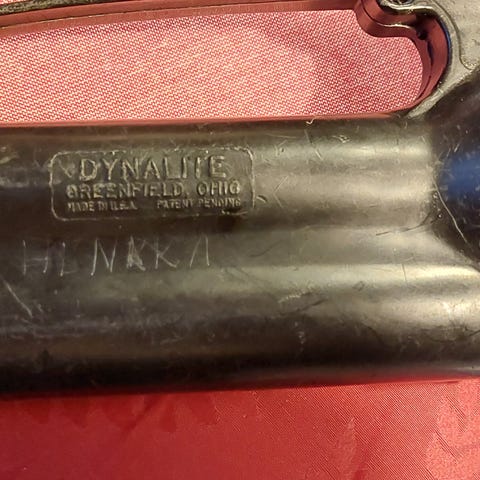 DYNALITE
GREENFIELD, OHIO
MADE IN U.S.A. PATENT PENDING